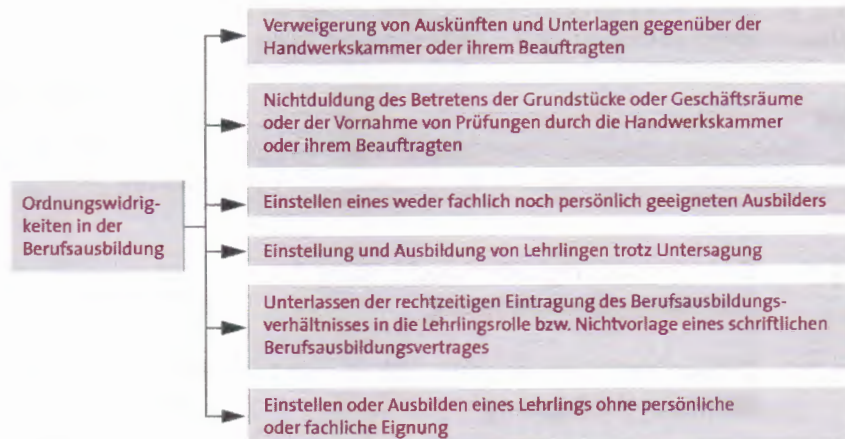 Verweigerung von Auskünften und Unterlagen gegenüber der
Handwerkskammer oder ihrem Beauftragten
Nichtduldung des Betretens der Grundstücke oder Geschäftsräume
oder der Vornahme von Prüfungen durch die Handwerkskammer
oder ihrem Beauftragten
Ordnungswidrig-
keiten in der
Berufsausbildung
Einstellen eines weder fachlich noch persönlich geeigneten Ausbilders
Einstellung und Ausbildung von Lehrlingen trotz Untersagung
Unterlassen der rechtzeitigen Eintragung des Berufsausbildungs-
verhältnisses in die Lehrlingsrolle bzw. Nichtvorlage eines schriftlichen
Berufsausbildungsvertrages
Einstellen oder Ausbilden eines Lehrlings ohne persönliche
oder fachliche Eignung